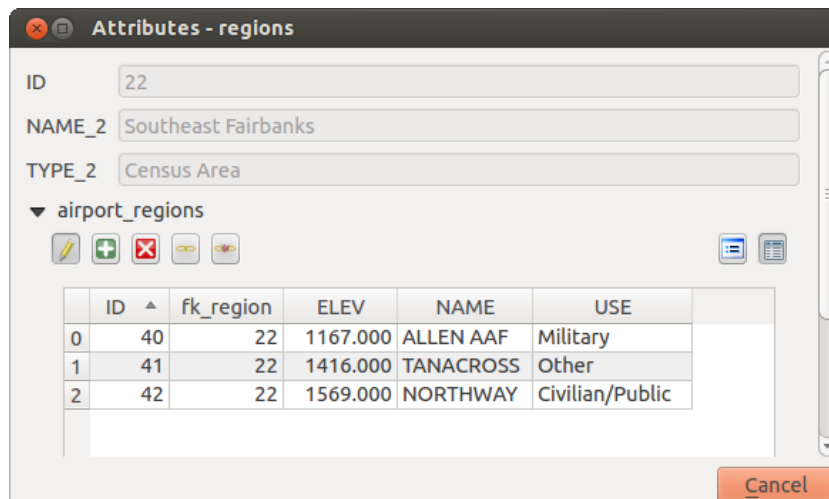 Attributes - regions
ID 22
NAME_2 Southeast Fairbanks
TYPE_2 Census Area
airport_regions
ID fk_region ELEV NAME USE
0 40 22 1167.000 ALLEN AAF Military
1 41 22 1416.000 TANACROSS Other
2 42 22 1569.000 NORTHWAY Civilian/Public
Cancel